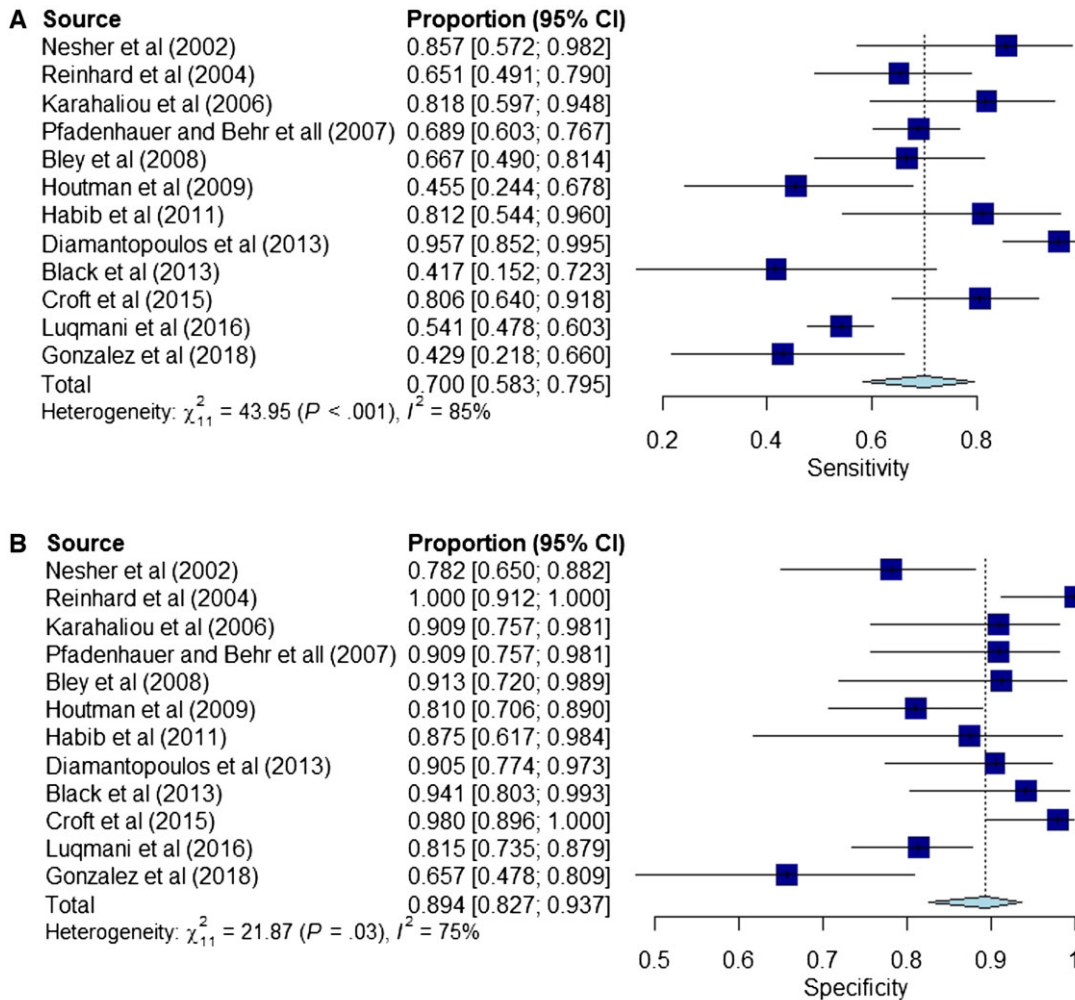 A Source Proportion (95% CI)
Nesher et al (2002) 0.857 [0.572; 0.982]
Reinhard et al (2004) 0.651 [0.491; 0.790]
Karahaliou et al (2006) 0.818 [0.597; 0.948]
Pfadenhauer and Behr et all (2007) 0.689 [0.603; 0.767]
Bley et al (2008) 0.667 [0.490; 0.814]
Houtman et al (2009) 0.455 [0.244; 0.678]
Habib et al (2011) 0.812 [0.544; 0.960]
Diamantopoulos et al (2013) 0.957 [0.852; 0.995]
Black et al (2013) 0.417 [0.152; 0.723]
Croft et al (2015) 0.806 [0.640; 0.918]
Luqmani et al (2016) 0.541 [0.478; 0.603]
Gonzalez et al (2018) 0.429 [0.218; 0.660]
Total 0.700 [0.583; 0.795]
Heterogeneity: χ²₁₁ = 43.95 (P < .001), I² = 85%
0.2 0.4 0.6 0.8
Sensitivity
B Source Proportion (95% CI)
Nesher et al (2002) 0.782 [0.650; 0.882]
Reinhard et al (2004) 1.000 [0.912; 1.000]
Karahaliou et al (2006) 0.909 [0.757; 0.981]
Pfadenhauer and Behr et all (2007) 0.909 [0.757; 0.981]
Bley et al (2008) 0.913 [0.720; 0.989]
Houtman et al (2009) 0.810 [0.706; 0.890]
Habib et al (2011) 0.875 [0.617; 0.984]
Diamantopoulos et al (2013) 0.905 [0.774; 0.973]
Black et al (2013) 0.941 [0.803; 0.993]
Croft et al (2015) 0.980 [0.896; 1.000]
Luqmani et al (2016) 0.815 [0.735; 0.879]
Gonzalez et al (2018) 0.657 [0.478; 0.809]
Total 0.894 [0.827; 0.937]
Heterogeneity: χ²₁₁ = 21.87 (P = .03), I² = 75%
0.5 0.6 0.7 0.8 0.9 1
Specificity